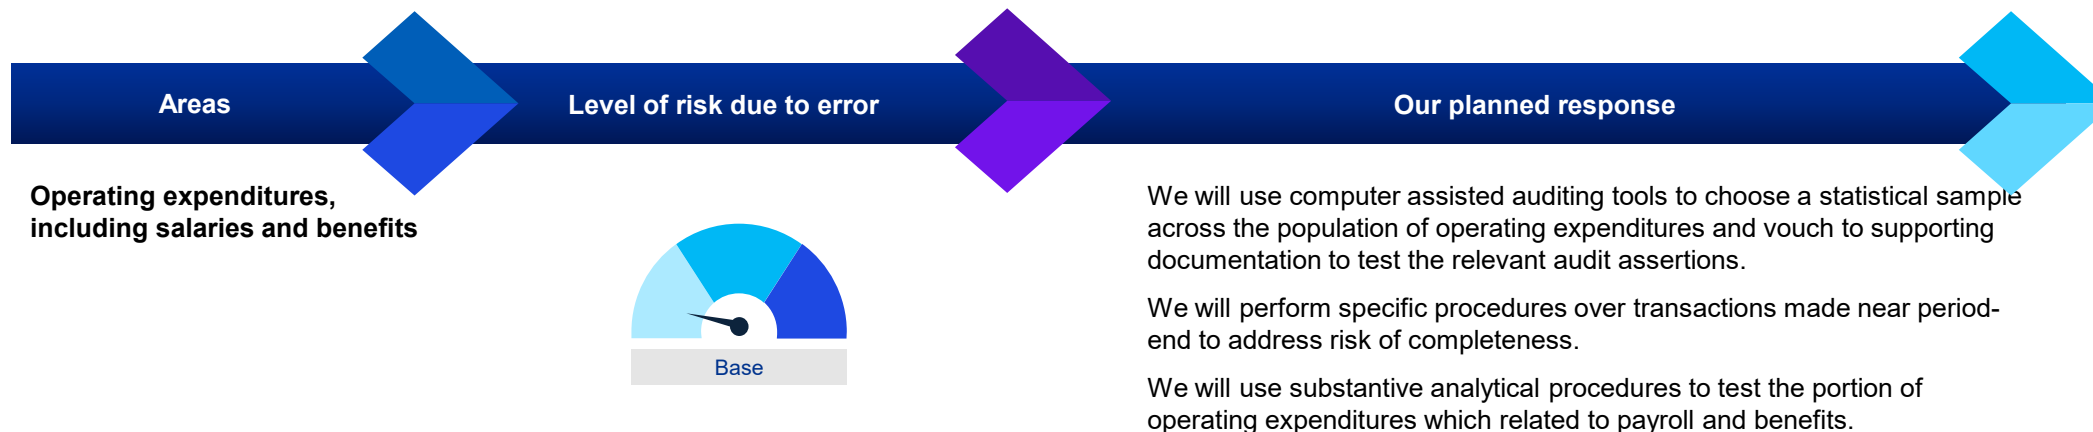 Areas
Level of risk due to error
Our planned response
Operating expenditures,
including salaries and benefits
Base
We will use computer assisted auditing tools to choose a statistical sample
across the population of operating expenditures and vouch to supporting
documentation to test the relevant audit assertions.
We will perform specific procedures over transactions made near period-
end to address risk of completeness.
We will use substantive analytical procedures to test the portion of
operating expenditures which related to payroll and benefits.